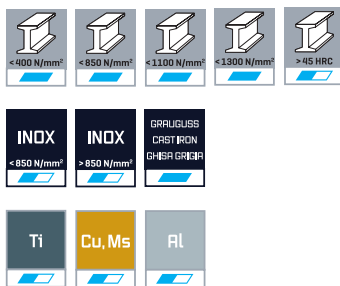 <400 N/mm² <850 N/mm² <1100 N/mm² <1300 N/mm² >45 HRC
INOX INOX GRAUGUSS
CAST IRON
GHISA GRIGIA
<850 N/mm² >850 N/mm²
Ti Cu, Ms Al